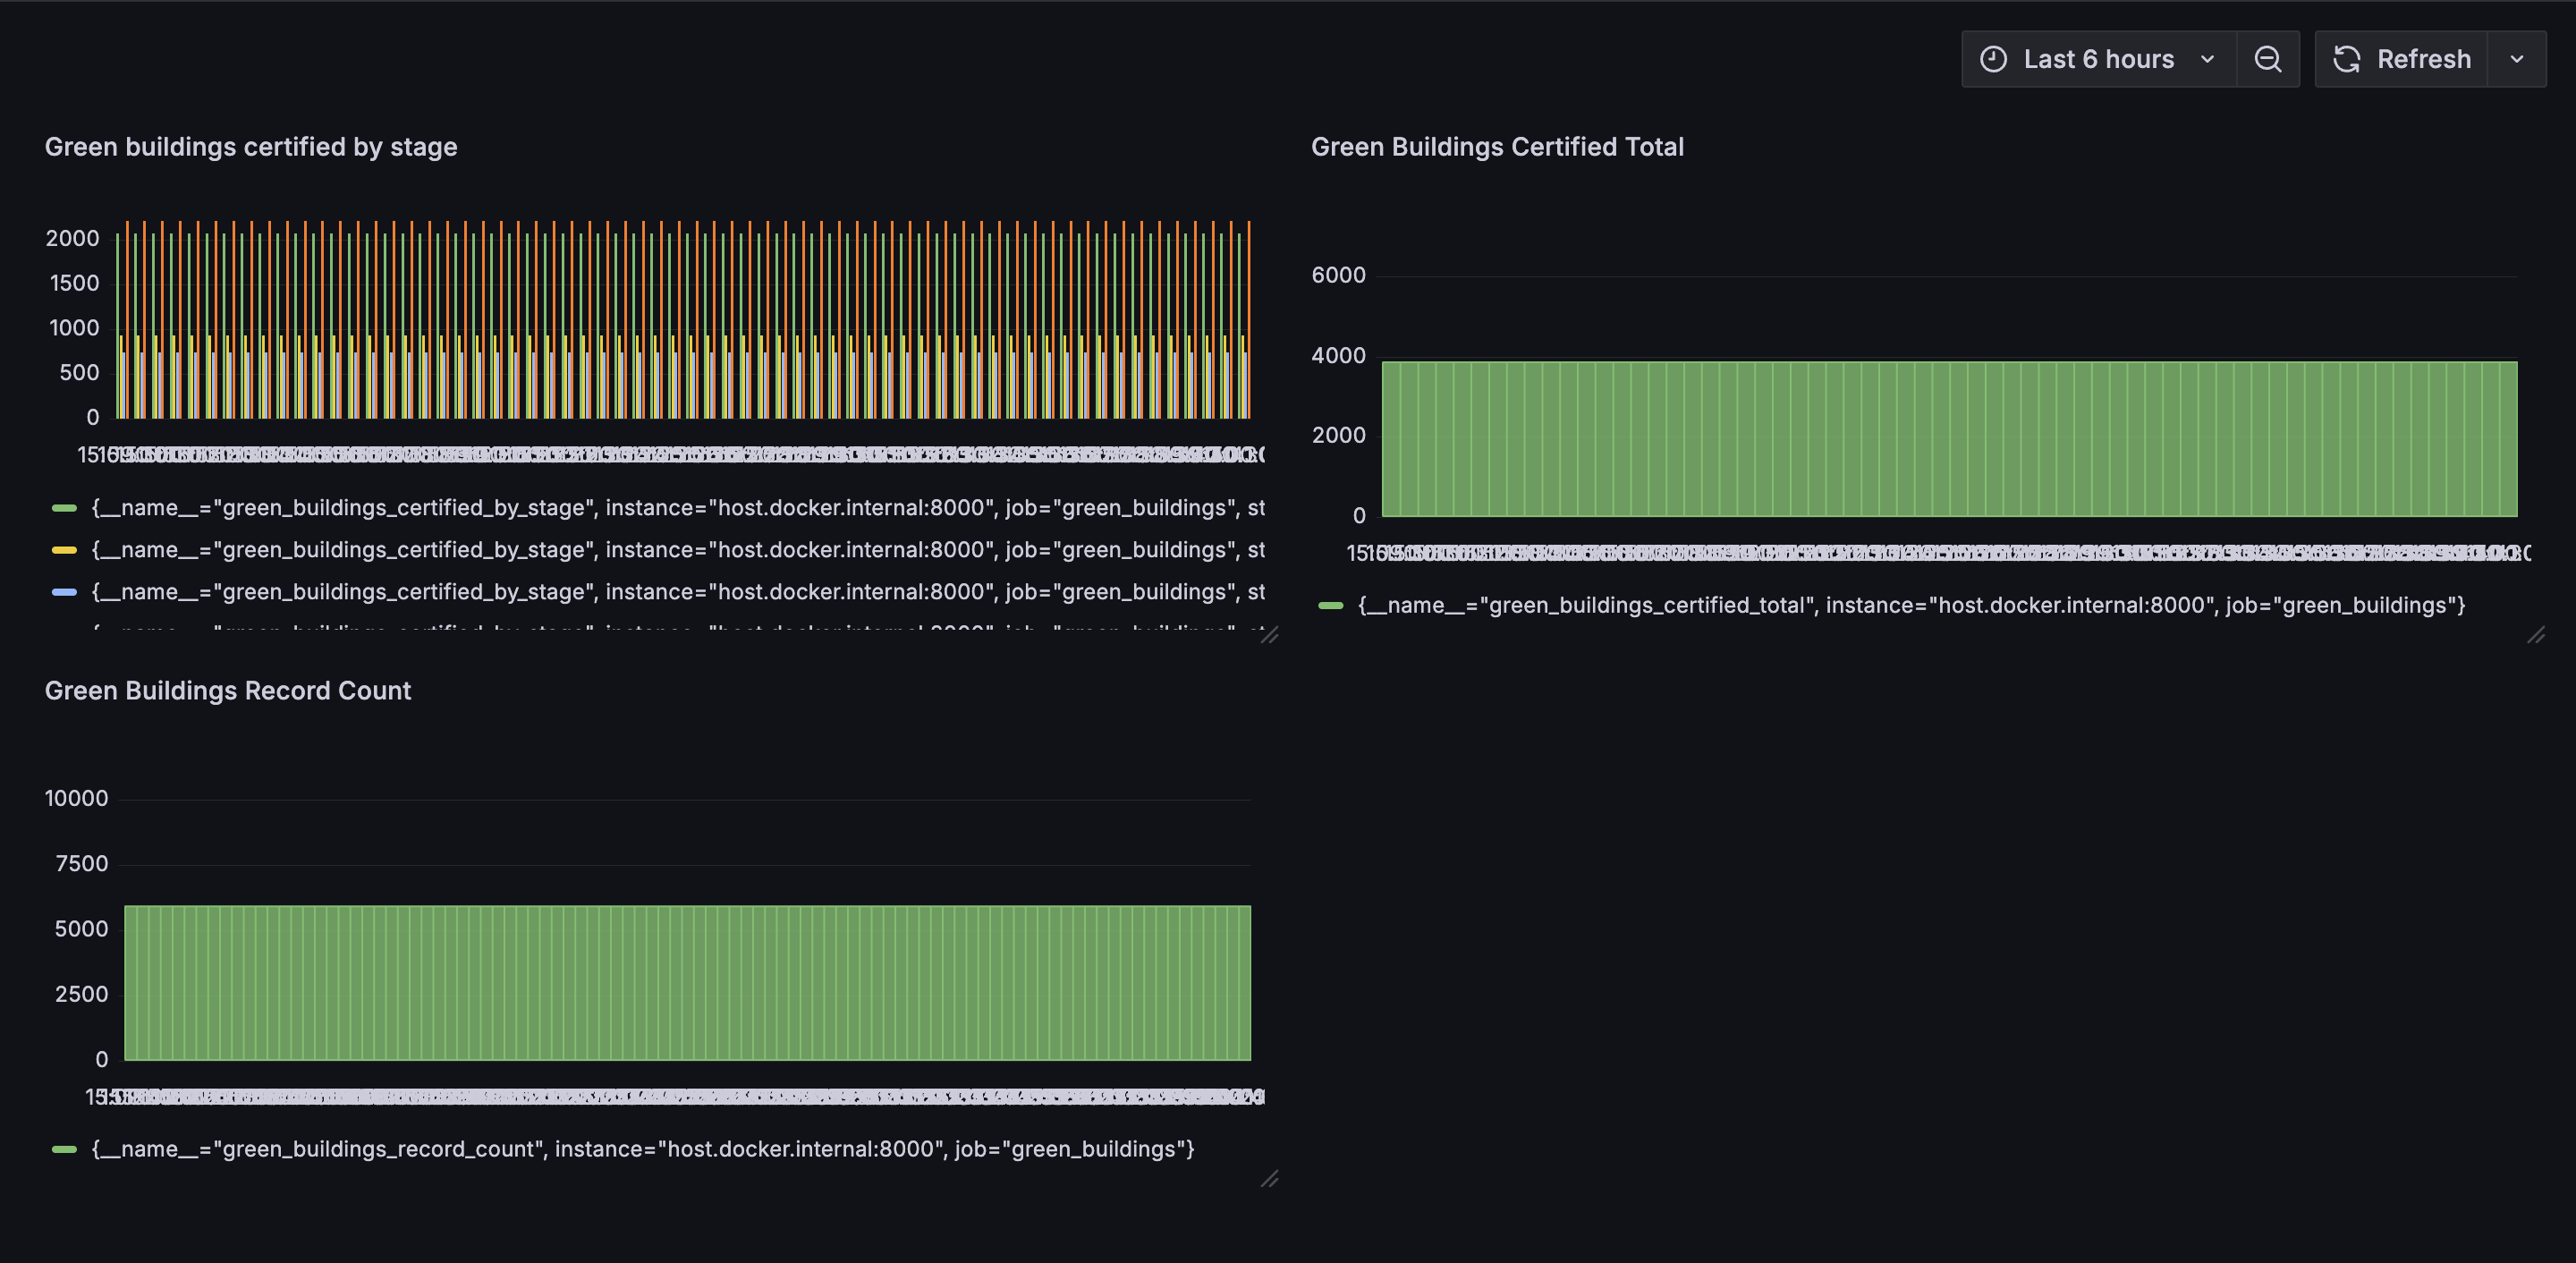 Last 6 hours
Refresh
Green buildings certified by stage
2000
1500
1000
500
0
{__name__="green_buildings_certified_by_stage", instance="host.docker.internal:8000", job="green_buildings", st
{__name__="green_buildings_certified_by_stage", instance="host.docker.internal:8000", job="green_buildings", st
{__name__="green_buildings_certified_by_stage", instance="host.docker.internal:8000", job="green_buildings", st
Green Buildings Certified Total
6000
4000
2000
0
{__name__="green_buildings_certified_total", instance="host.docker.internal:8000", job="green_buildings"}
Green Buildings Record Count
10000
7500
5000
2500
0
{__name__="green_buildings_record_count", instance="host.docker.internal:8000", job="green_buildings"}